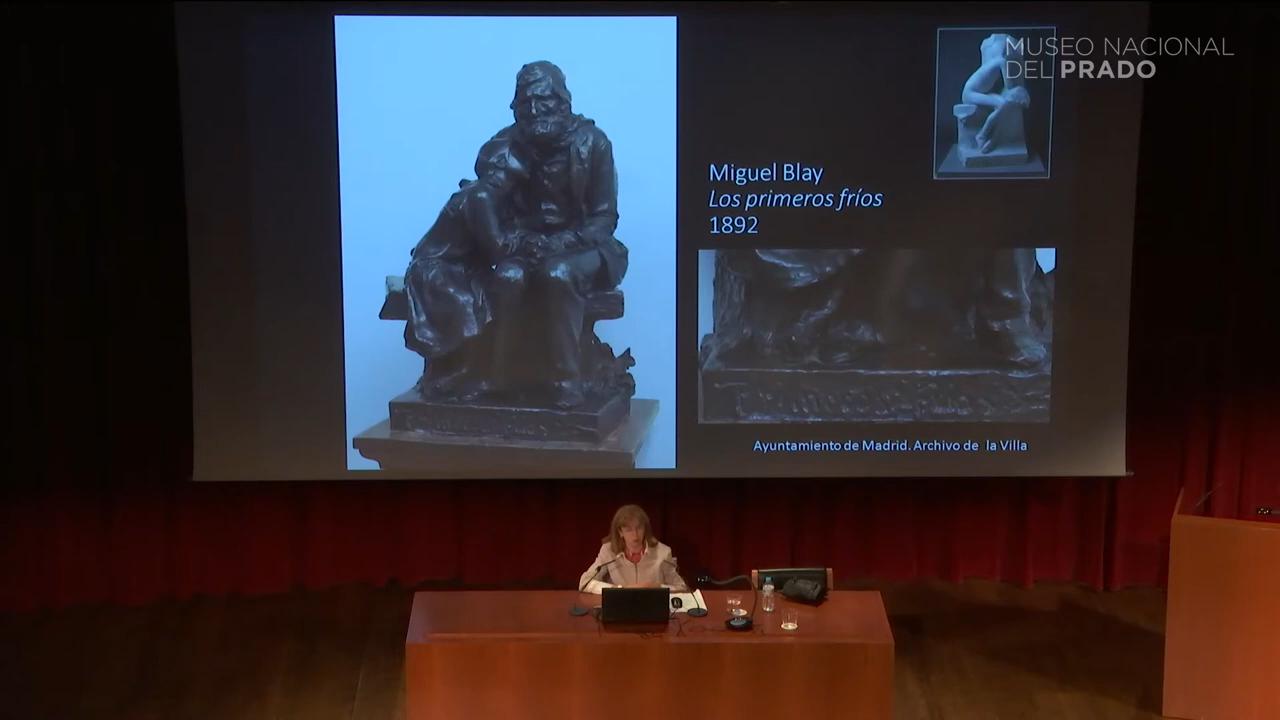 MUSEO NACIONAL
DEL PRADO
Miguel Blay
Los primeros fríos
1892
Ayuntamiento de Madrid. Archivo de la Villa